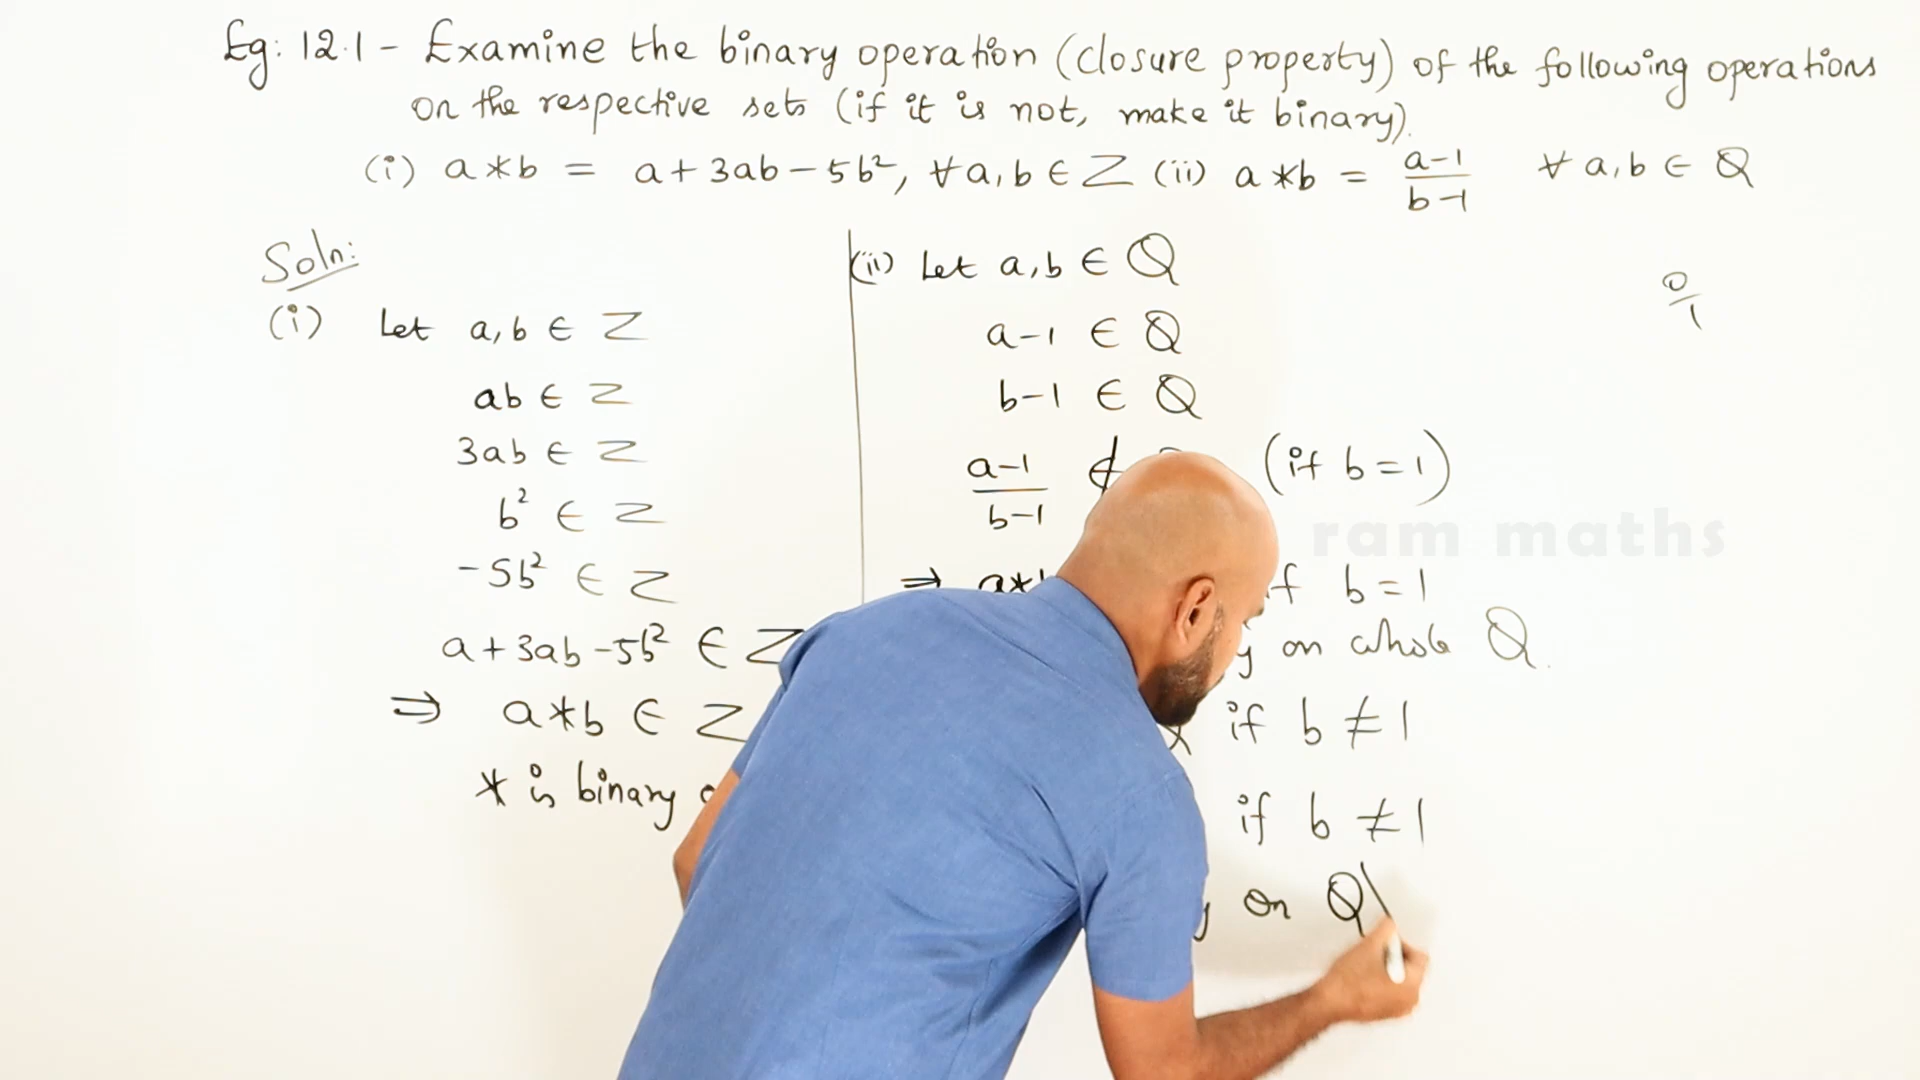 Eg: 12.1 - Examine the binary operation (closure property) of the following operations
on the respective sets (if it is not, make it binary).
(i) a*b = a + 3ab - 5b², ∀ a, b ∈ Z (ii) a*b = (a-1)/(b-1) ∀ a, b ∈ Q
Soln:
(i) Let a, b ∈ Z
ab ∈ Z
3ab ∈ Z
b² ∈ Z
-5b² ∈ Z
a + 3ab - 5b² ∈ Z
⇒ a*b ∈ Z
* is binary
(ii) Let a, b ∈ Q
a-1 ∈ Q
b-1 ∈ Q
(a-1)/(b-1) ∉ (if b = 1)
⇒ a* b = 1
on whole Q.
if b ≠ 1
if b ≠ 1
on Q\
0/1
ram maths